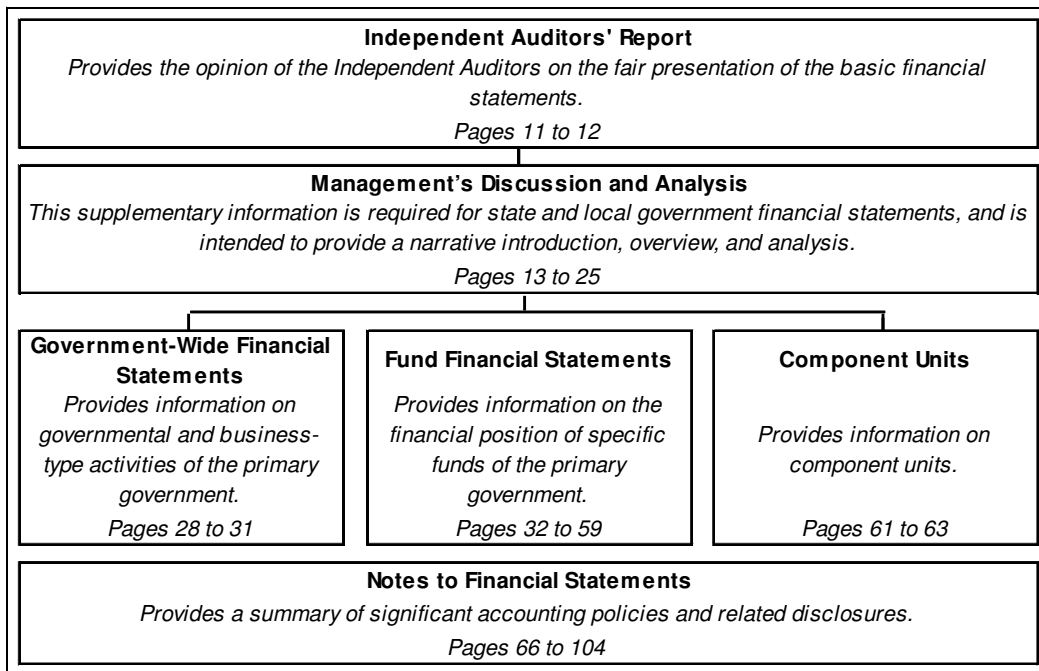 Independent Auditors' Report
Provides the opinion of the Independent Auditors on the fair presentation of the basic financial
statements.
Pages 11 to 12
Management’s Discussion and Analysis
This supplementary information is required for state and local government financial statements, and is
intended to provide a narrative introduction, overview, and analysis.
Pages 13 to 25
Government-Wide Financial
Statements
Provides information on
governmental and business-
type activities of the primary
government.
Pages 28 to 31
Fund Financial Statements
Provides information on the
financial position of specific
funds of the primary
government.
Pages 32 to 59
Component Units
Provides information on
component units.
Pages 61 to 63
Notes to Financial Statements
Provides a summary of significant accounting policies and related disclosures.
Pages 66 to 104